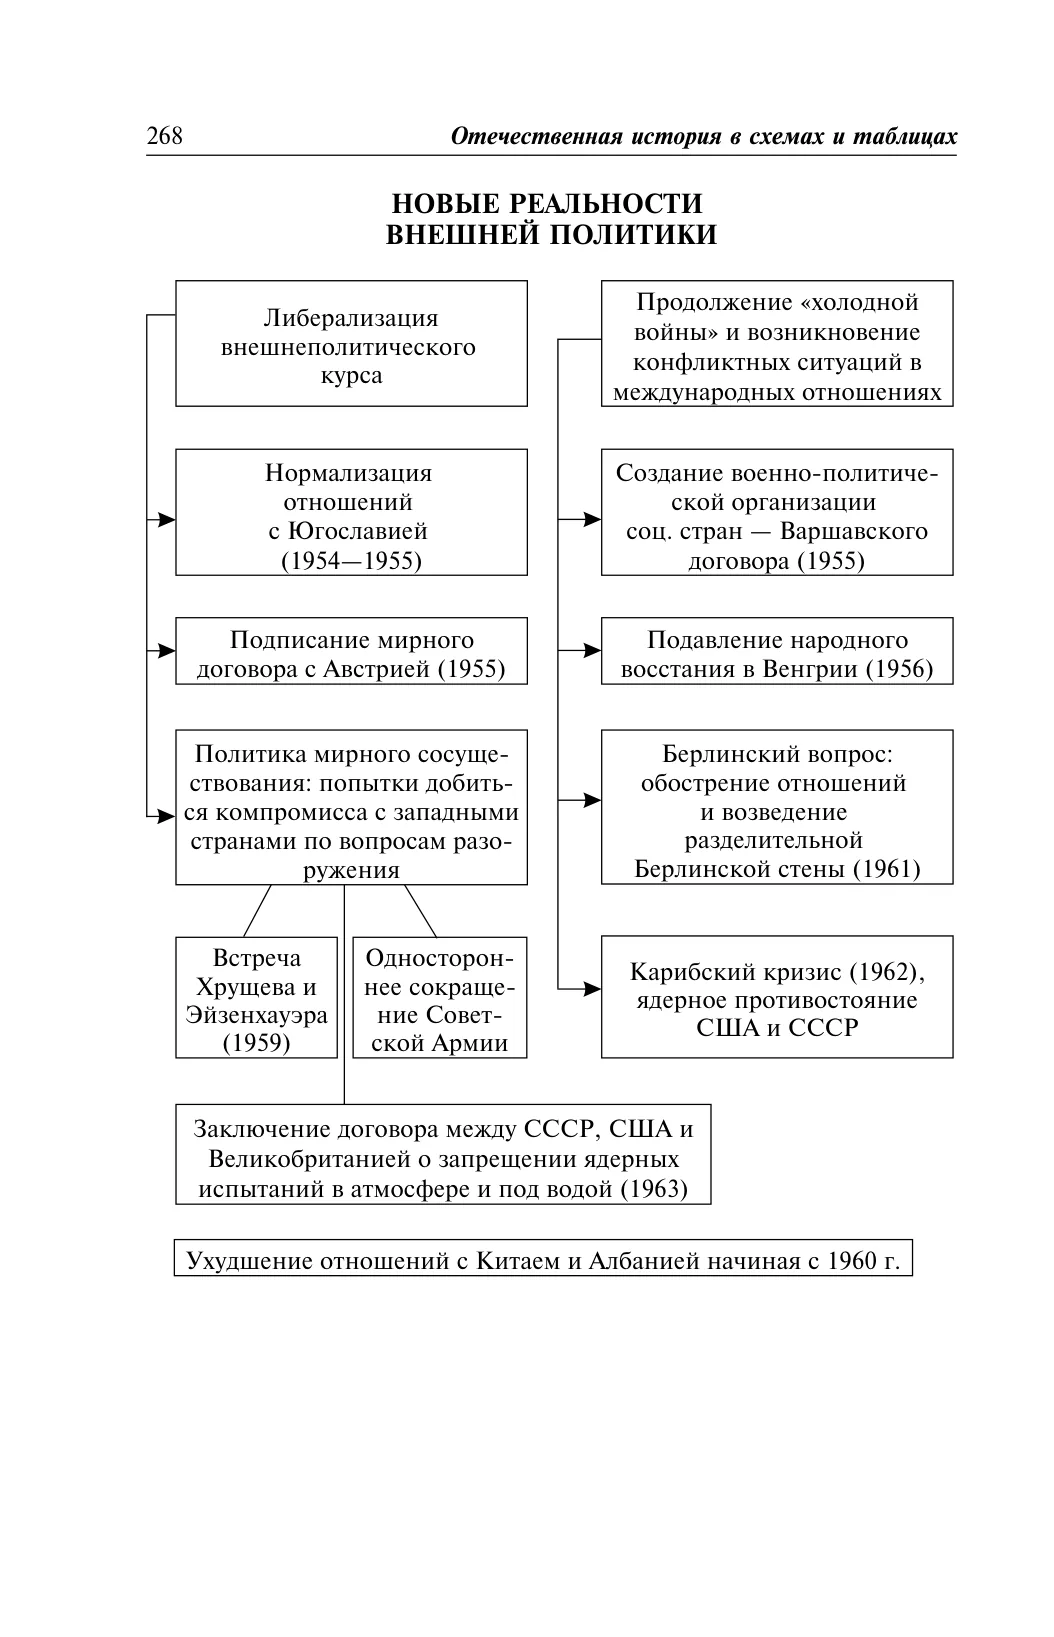 268
Отечественная история в схемах и таблицах
НОВЫЕ РЕАЛЬНОСТИ
ВНЕШНЕЙ ПОЛИТИКИ
Либерализация
внешнеполитического
курса
Нормализация
отношений
с Югославией
(1954—1955)
Подписание мирного
договора с Австрией (1955)
Политика мирного сосуще-
ствования: попытки добить-
ся компромисса с западными
странами по вопросам разо-
ружения
Встреча
Хрущева и
Эйзенхауэра
(1959)
Односторон-
нее сокраще-
ние Совет-
ской Армии
Заключение договора между СССР, США и
Великобританией о запрещении ядерных
испытаний в атмосфере и под водой (1963)
Продолжение «холодной
войны» и возникновение
конфликтных ситуаций в
международных отношениях
Создание военно-политиче-
ской организации
соц. стран — Варшавского
договора (1955)
Подавление народного
восстания в Венгрии (1956)
Берлинский вопрос:
обострение отношений
и возведение
разделительной
Берлинской стены (1961)
Карибский кризис (1962),
ядерное противостояние
США и СССР
Ухудшение отношений с Китаем и Албанией начиная с 1960 г.